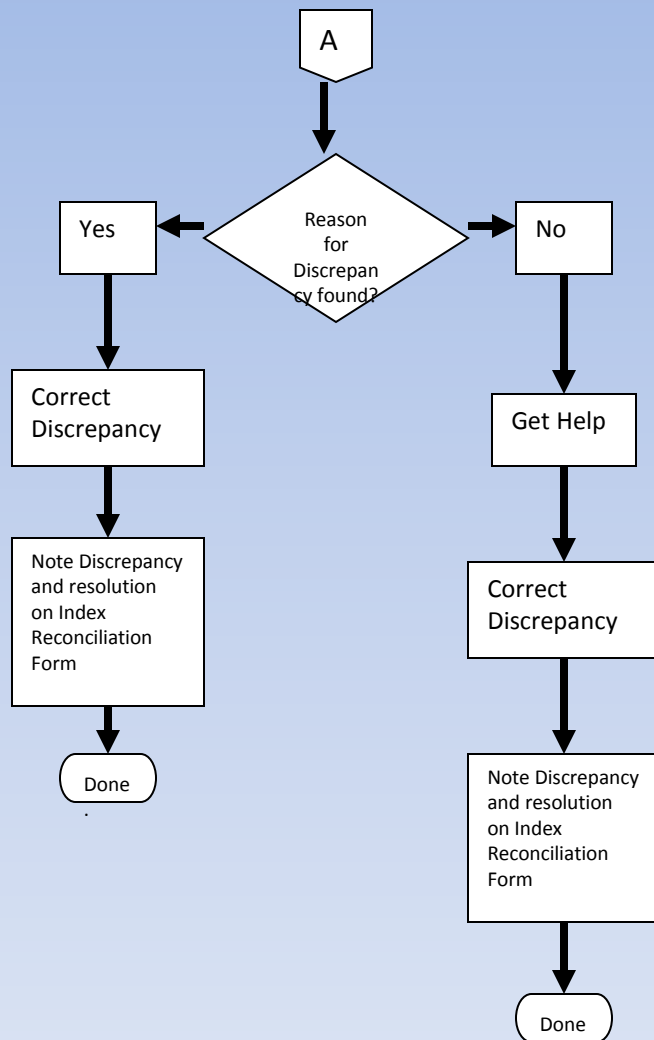 A
Reason
for
Discrepan
cy found?
Yes
No
Correct
Discrepancy
Get Help
Note Discrepancy
and resolution
on Index
Reconciliation
Form
Correct
Discrepancy
Done
.
Note Discrepancy
and resolution
on Index
Reconciliation
Form
Done